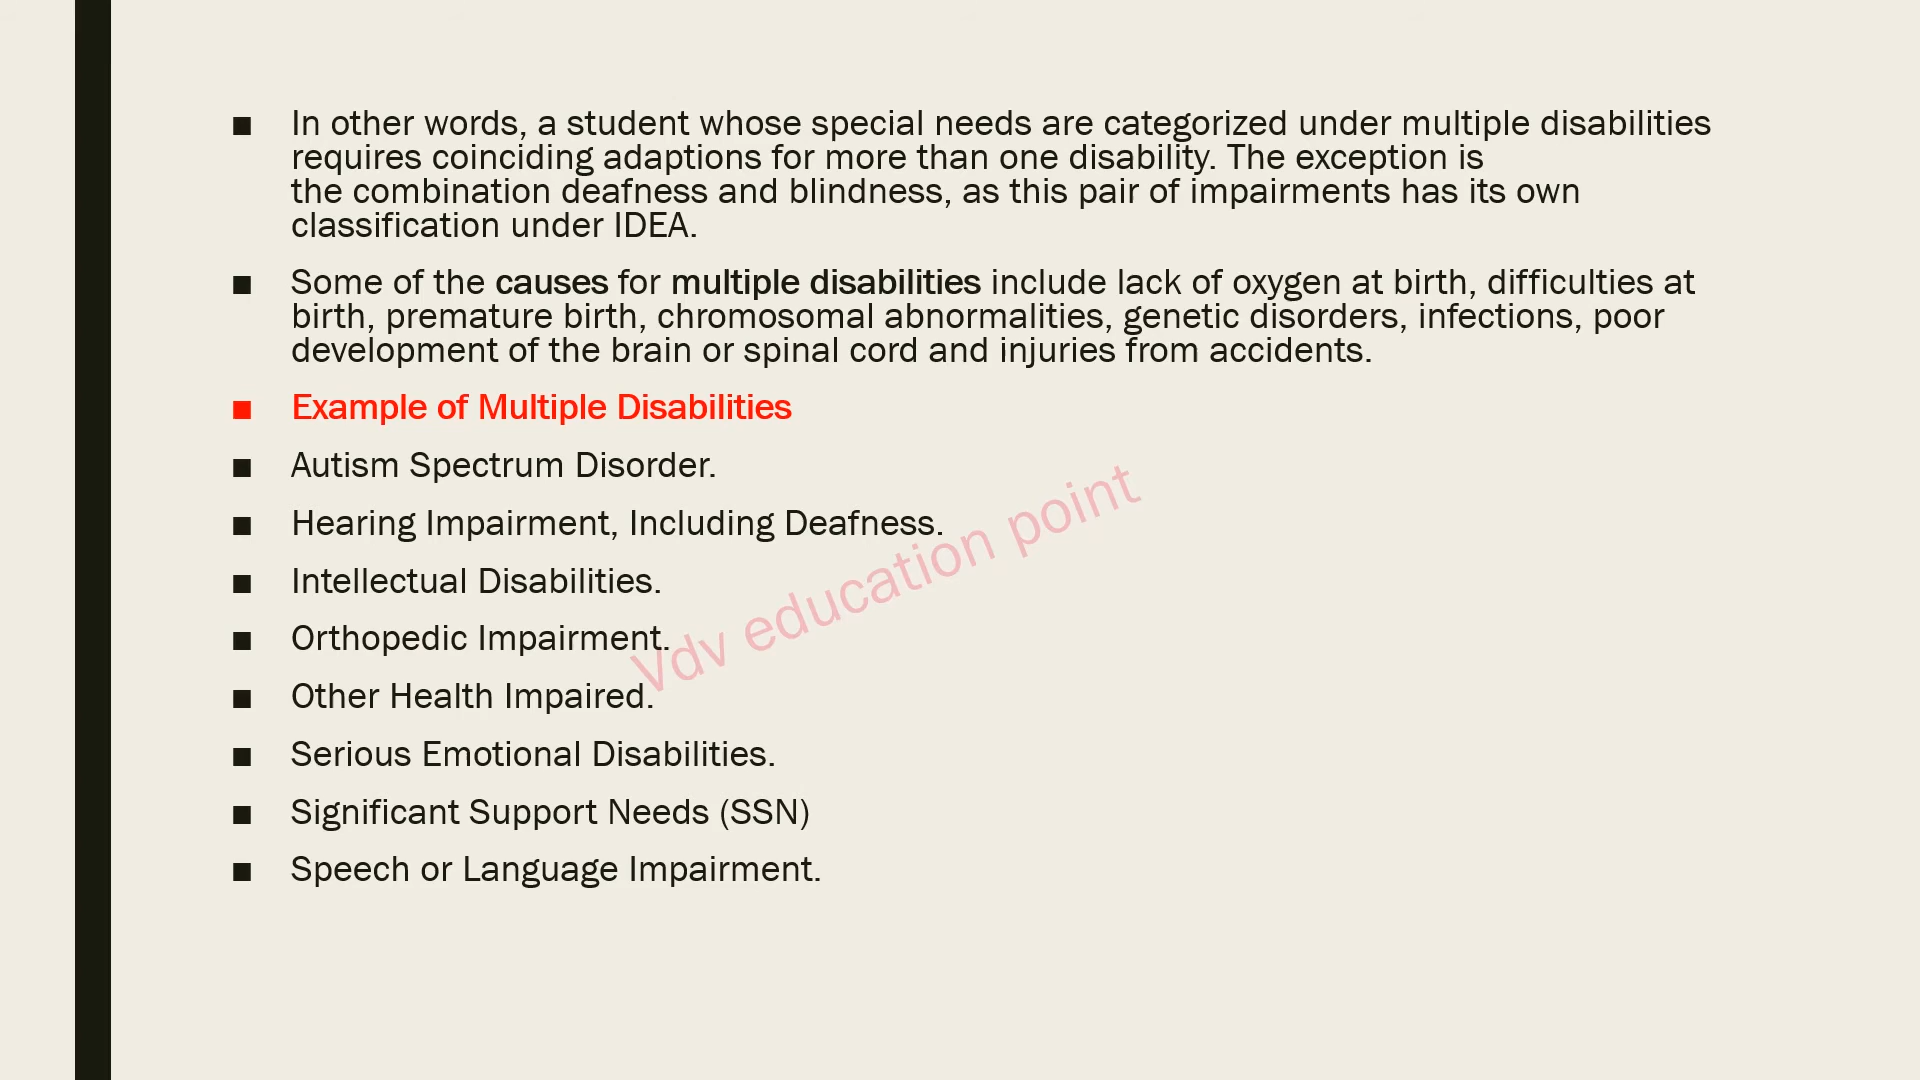 ■ In other words, a student whose special needs are categorized under multiple disabilities
requires coinciding adaptions for more than one disability. The exception is
the combination deafness and blindness, as this pair of impairments has its own
classification under IDEA.
■ Some of the causes for multiple disabilities include lack of oxygen at birth, difficulties at
birth, premature birth, chromosomal abnormalities, genetic disorders, infections, poor
development of the brain or spinal cord and injuries from accidents.
■ Example of Multiple Disabilities
■ Autism Spectrum Disorder.
■ Hearing Impairment, Including Deafness.
■ Intellectual Disabilities.
■ Orthopedic Impairment.
■ Other Health Impaired.
■ Serious Emotional Disabilities.
■ Significant Support Needs (SSN)
■ Speech or Language Impairment.
Vdv education point